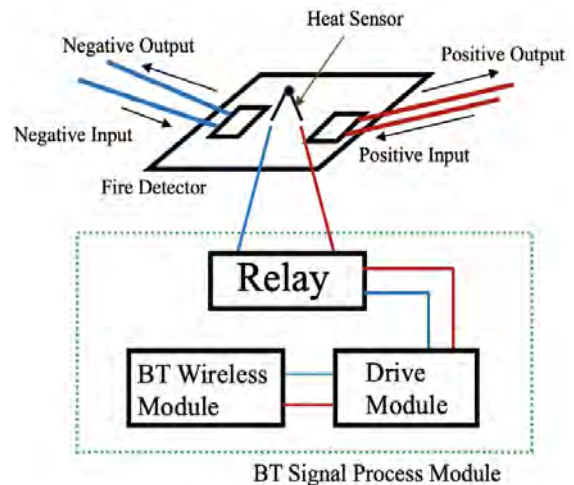 Heat Sensor
Negative Output
Positive Output
Negative Input
Positive Input
Fire Detector
Relay
BT Wireless
Module
Drive
Module
BT Signal Process Module